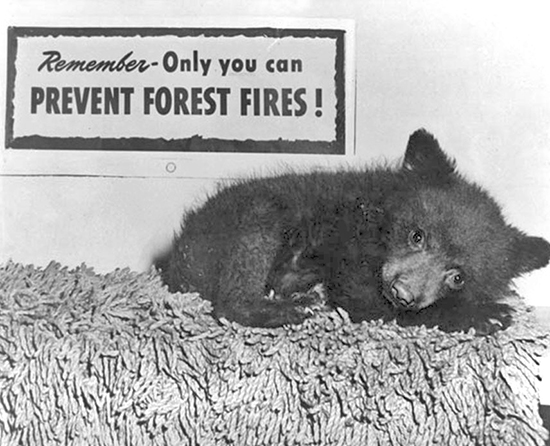 Remember-Only you can
PREVENT FOREST FIRES!